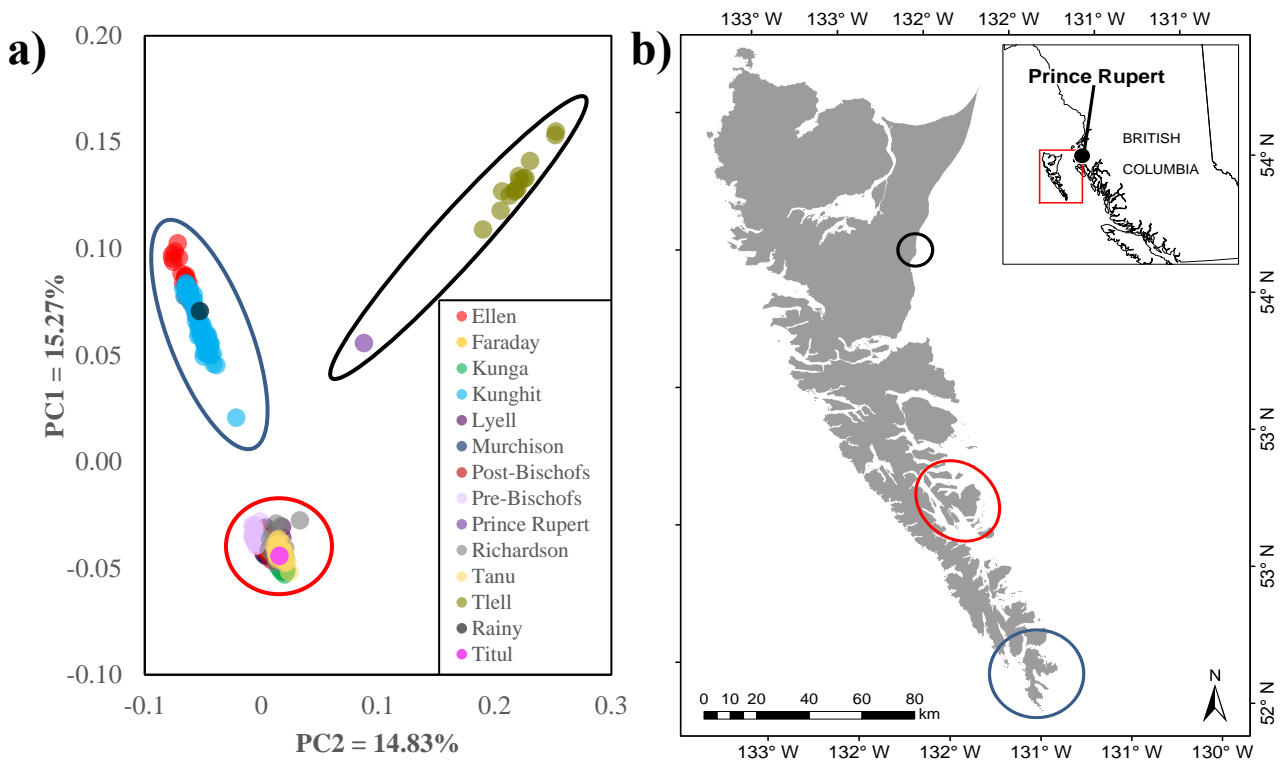 a)
0.20
0.15
0.10
0.05
0.00
-0.05
-0.10
PC1 = 15.27%
-0.1
0
0.1
0.2
0.3
PC2 = 14.83%
Ellen
Faraday
Kunga
Kunghit
Lyell
Murchison
Post-Bischofs
Pre-Bischofs
Prince Rupert
Richardson
Tanu
Tlell
Rainy
Titul
b)
133° W 133° W 132° W 132° W 131° W 131° W
Prince Rupert
BRITISH
COLUMBIA
54° N
54° N
53° N
53° N
52° N
N
0 10 20 40 60 80
km
133° W 133° W 132° W 131° W 131° W 130° W